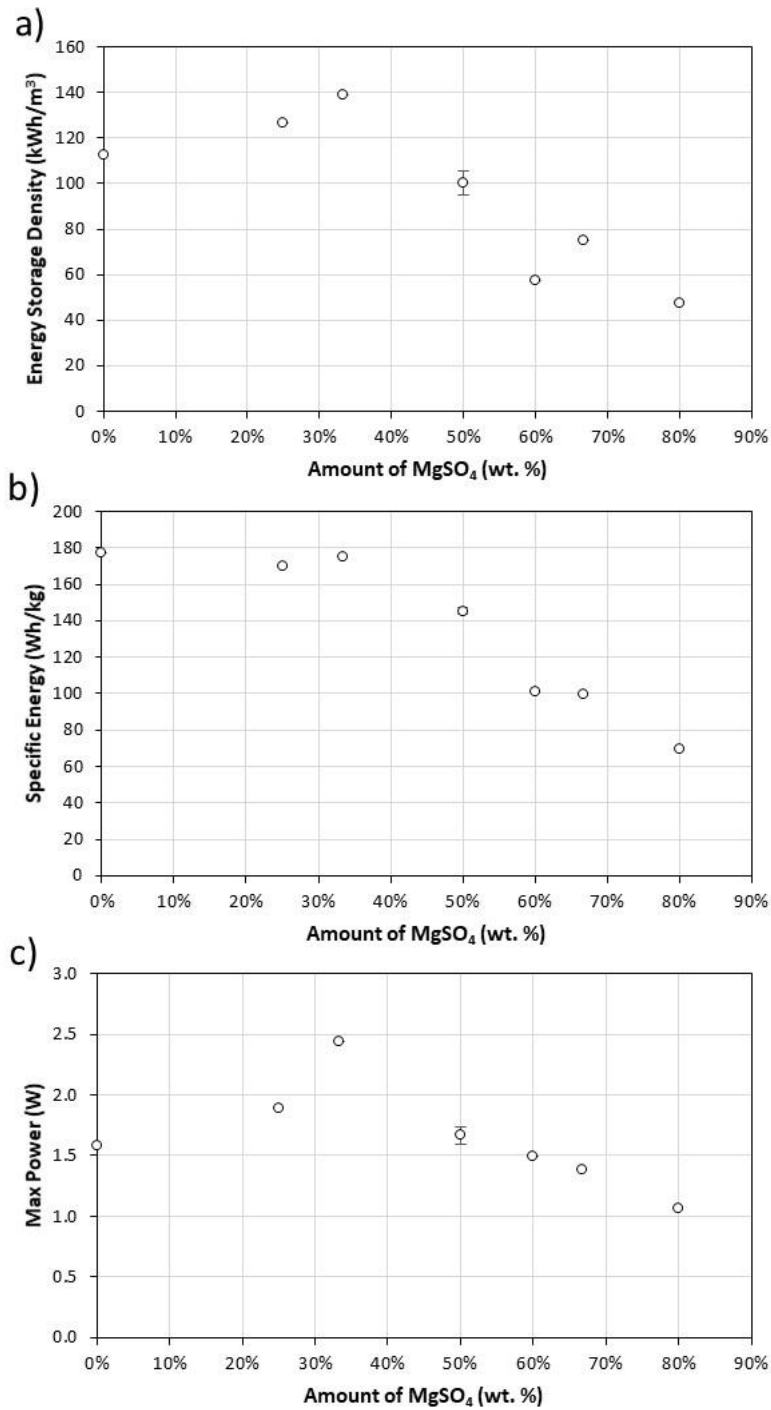 a)
Energy Storage Density (kWh/m³)
160
140
120
100
80
60
40
20
0
0% 10% 20% 30% 40% 50% 60% 70% 80% 90%
Amount of MgSO₄ (wt. %)
b)
Specific Energy (Wh/kg)
200
180
160
140
120
100
80
60
40
20
0
0% 10% 20% 30% 40% 50% 60% 70% 80% 90%
Amount of MgSO₄ (wt. %)
c)
Max Power (W)
3.0
2.5
2.0
1.5
1.0
0.5
0.0
0% 10% 20% 30% 40% 50% 60% 70% 80% 90%
Amount of MgSO₄ (wt. %)